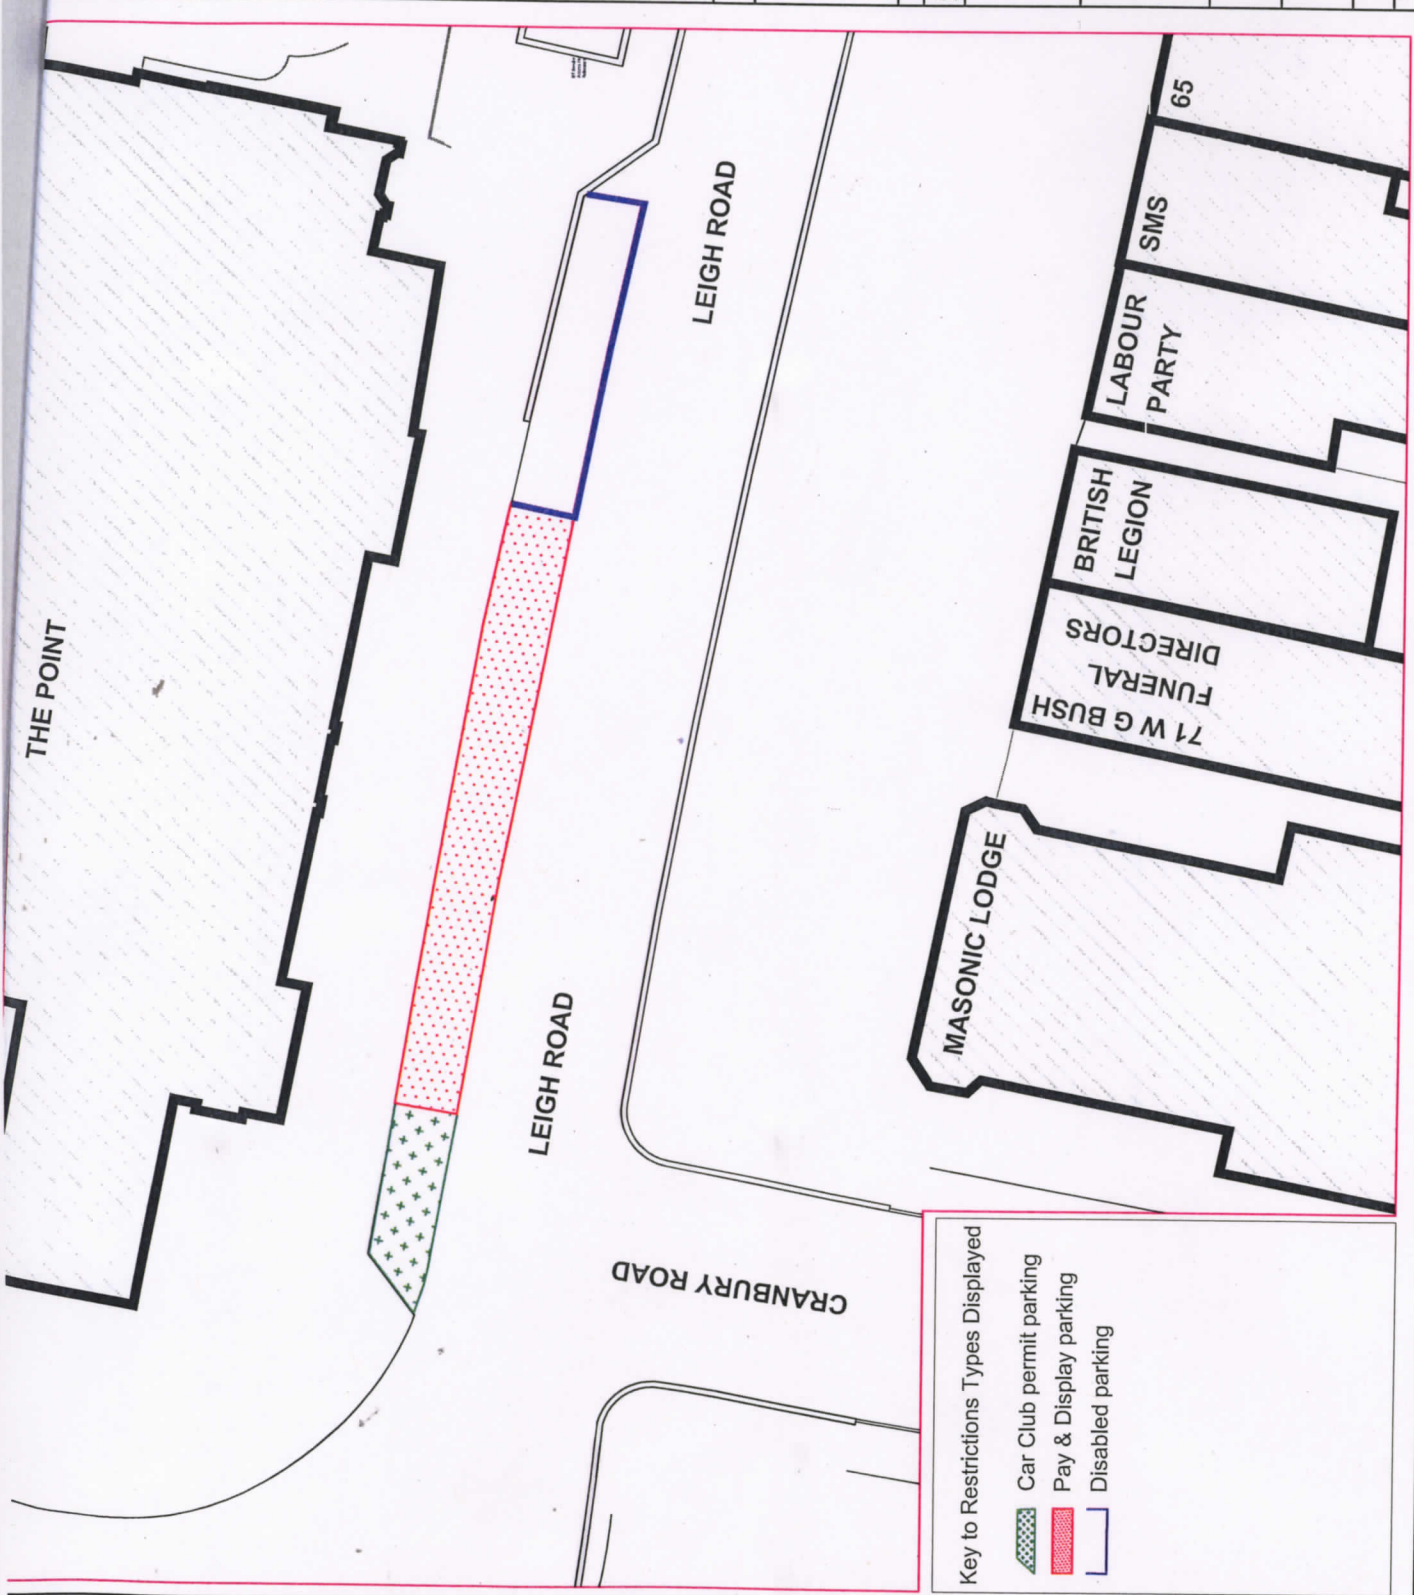 THE POINT
LEIGH ROAD
LEIGH ROAD
CRANBURY ROAD
65
SMS
LABOUR
PARTY
BRITISH
LEGION
71 W G BUSH
FUNERAL
DIRECTORS
MASONIC LODGE
Key to Restrictions Types Displayed
Car Club permit parking
Pay & Display parking
Disabled parking